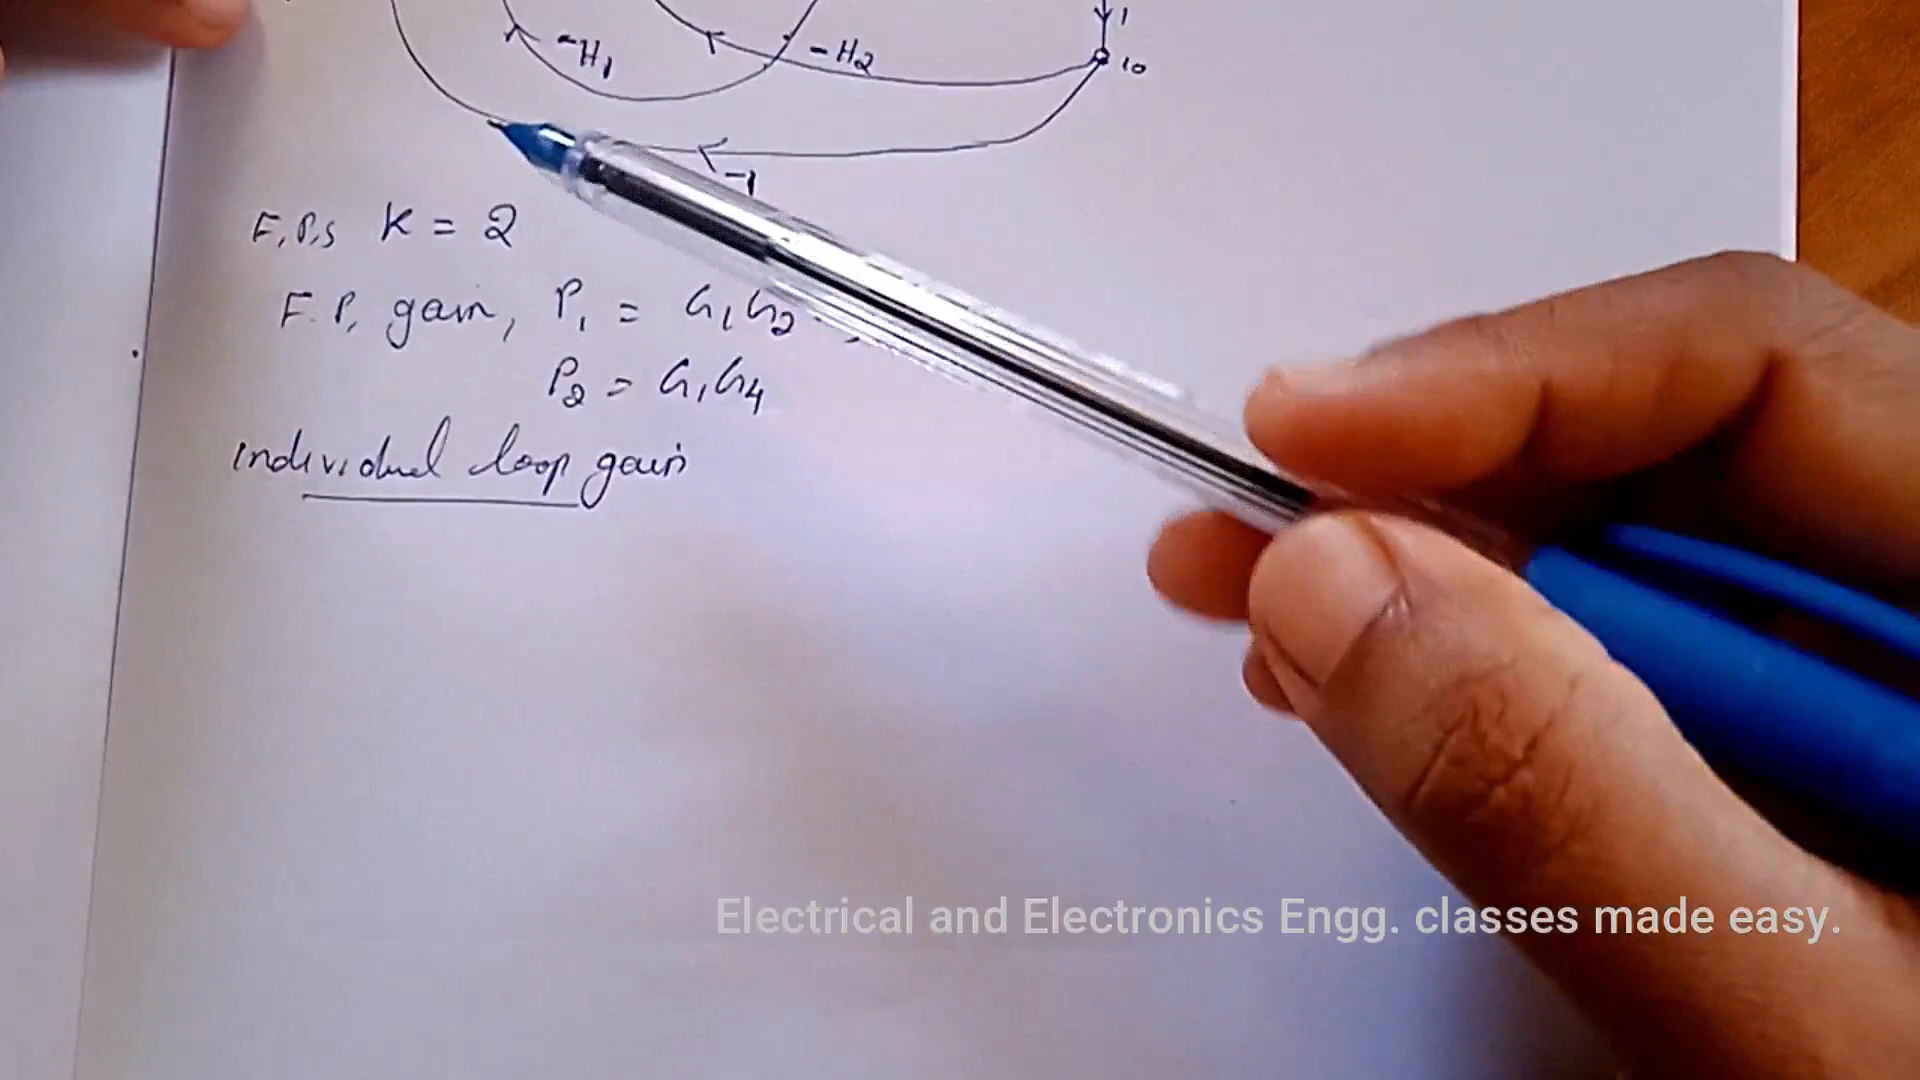 1
-H1
-H2
10
-1
F.P.s K = 2
F.P. gain, P1 = G1G2
P2 = G1G4
individual loop gain
Electrical and Electronics Engg. classes made easy.